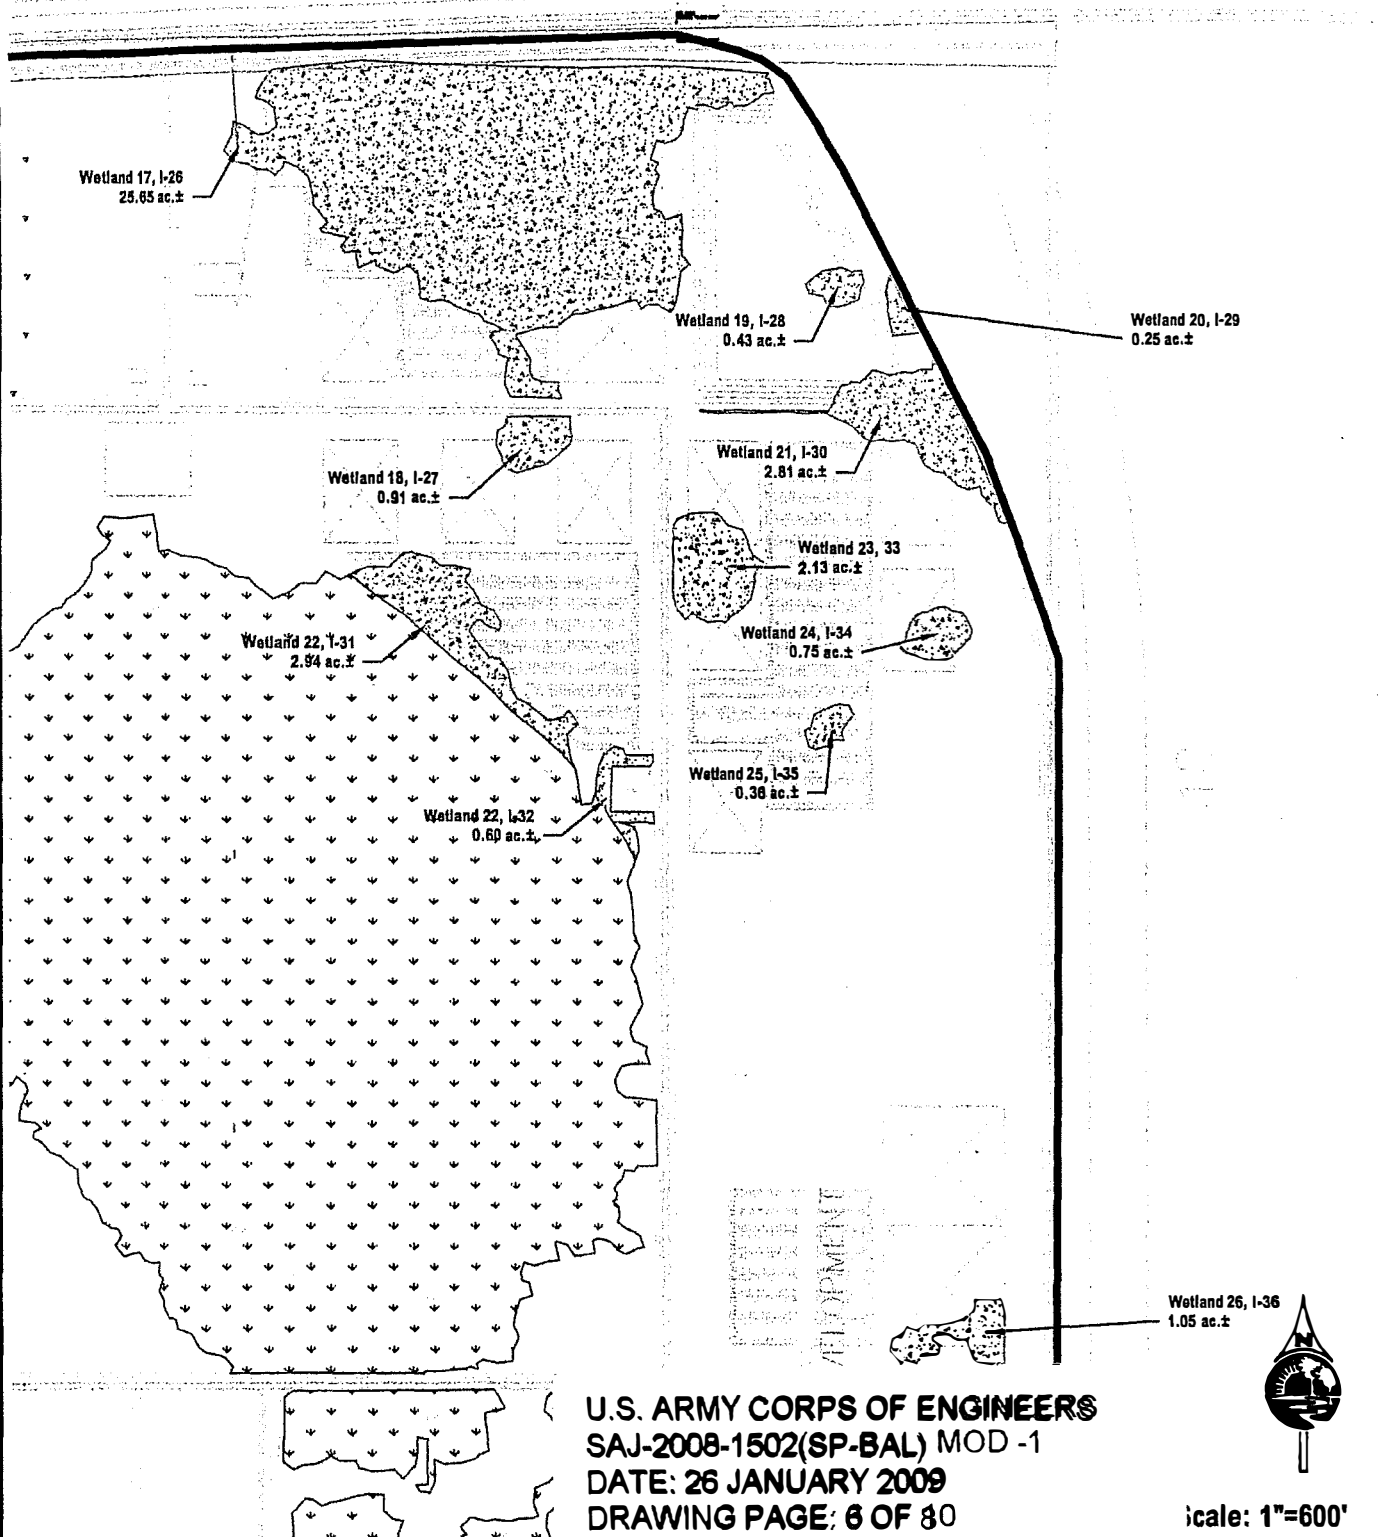 Wetland 17, I-26
25.65 ac.±
Wetland 19, I-28
0.43 ac.±
Wetland 20, I-29
0.25 ac.±
Wetland 21, I-30
2.81 ac.±
Wetland 18, I-27
0.91 ac.±
Wetland 23, 33
2.13 ac.±
Wetland 22, I-31
2.94 ac.±
Wetland 24, I-34
0.75 ac.±
Wetland 25, I-35
0.36 ac.±
Wetland 22, I-32
0.60 ac.±
Wetland 26, I-36
1.05 ac.±
N
U.S. ARMY CORPS OF ENGINEERS
SAJ-2008-1502(SP-BAL) MOD -1
DATE: 26 JANUARY 2009
DRAWING PAGE: 6 OF 80
Scale: 1"=600'